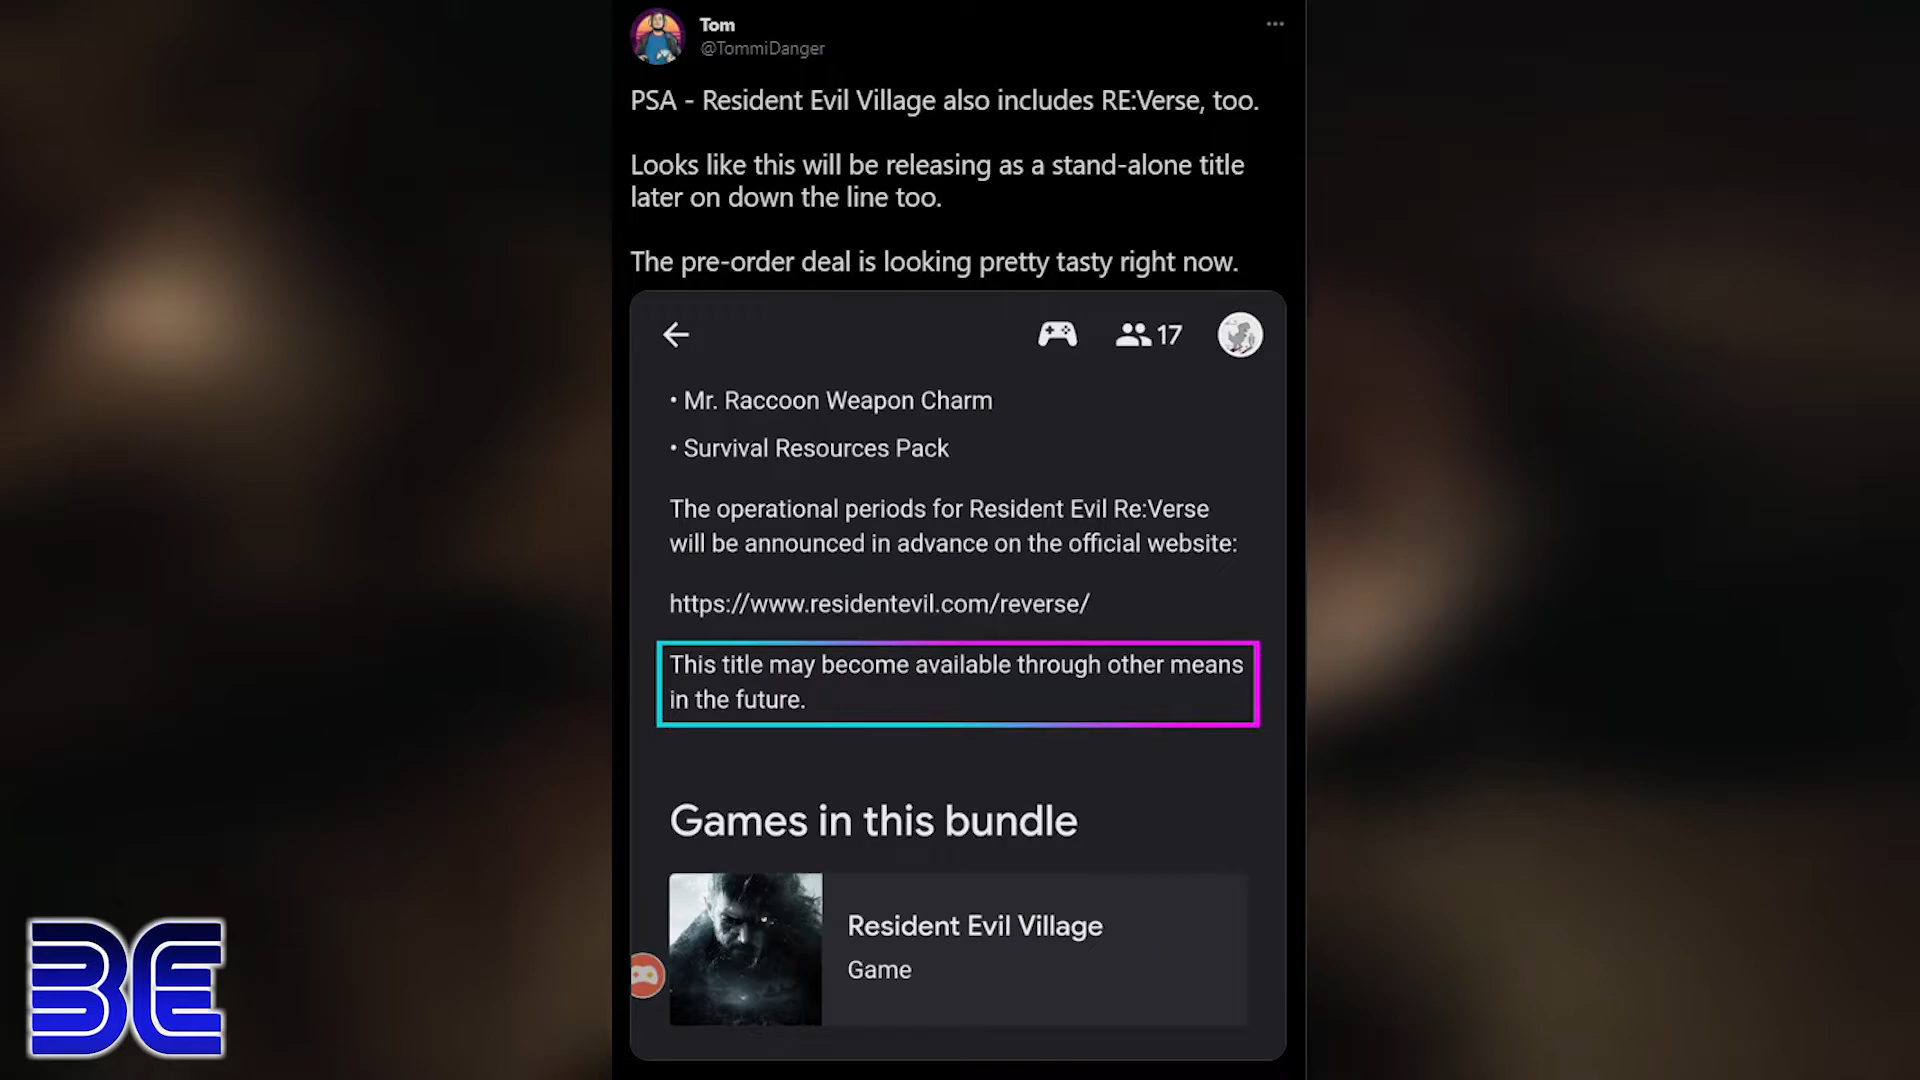 Tom
@TommiDanger
PSA - Resident Evil Village also includes RE:Verse, too.
Looks like this will be releasing as a stand-alone title
later on down the line too.
The pre-order deal is looking pretty tasty right now.
17
• Mr. Raccoon Weapon Charm
• Survival Resources Pack
The operational periods for Resident Evil Re:Verse
will be announced in advance on the official website:
https://www.residentevil.com/reverse/
This title may become available through other means
in the future.
Games in this bundle
Resident Evil Village
Game
BE